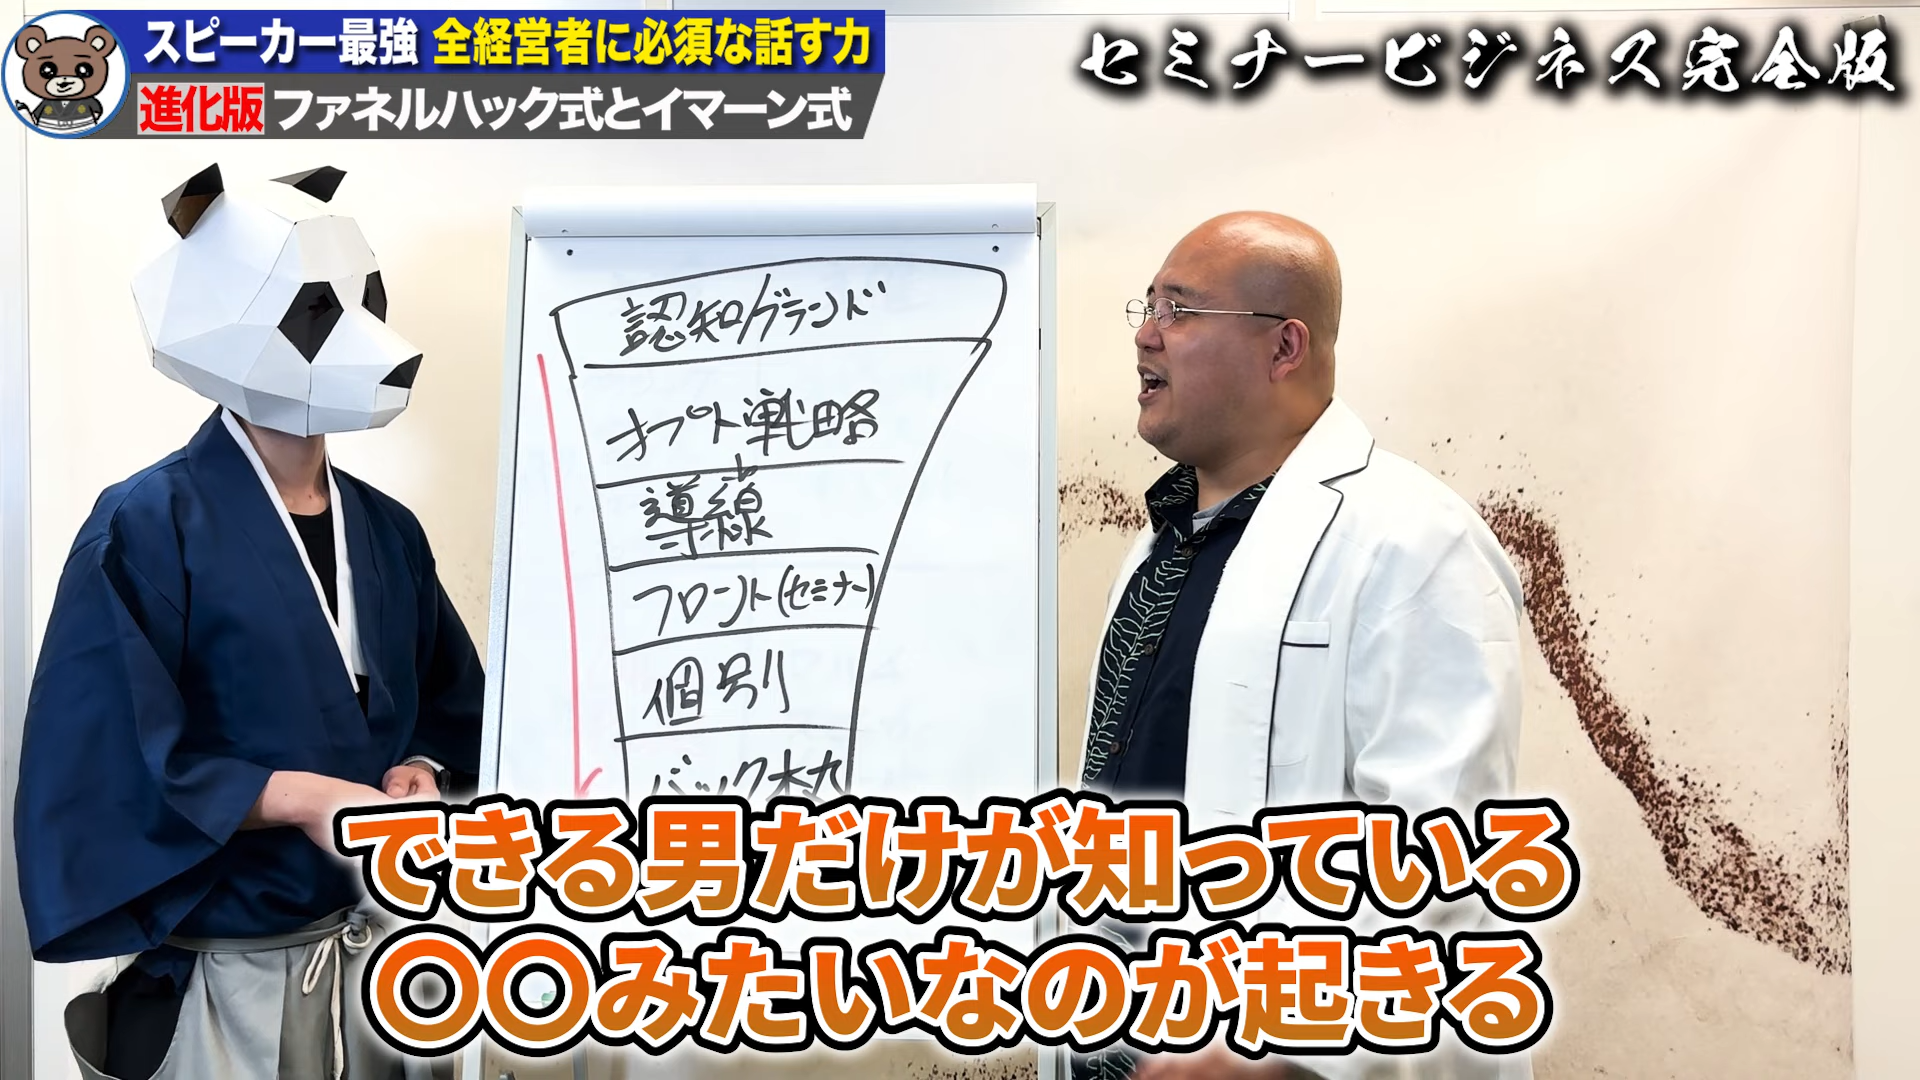 スピーカー最強 全経営者に必須な話す力
進化版 ファネルハック式とイマーン式
セミナービジネス完全版
認知/ブランド
オプト戦略
導線
フロント(セミナー)
個別
バック
できる男だけが知っている
〇〇みたいなのが起きる